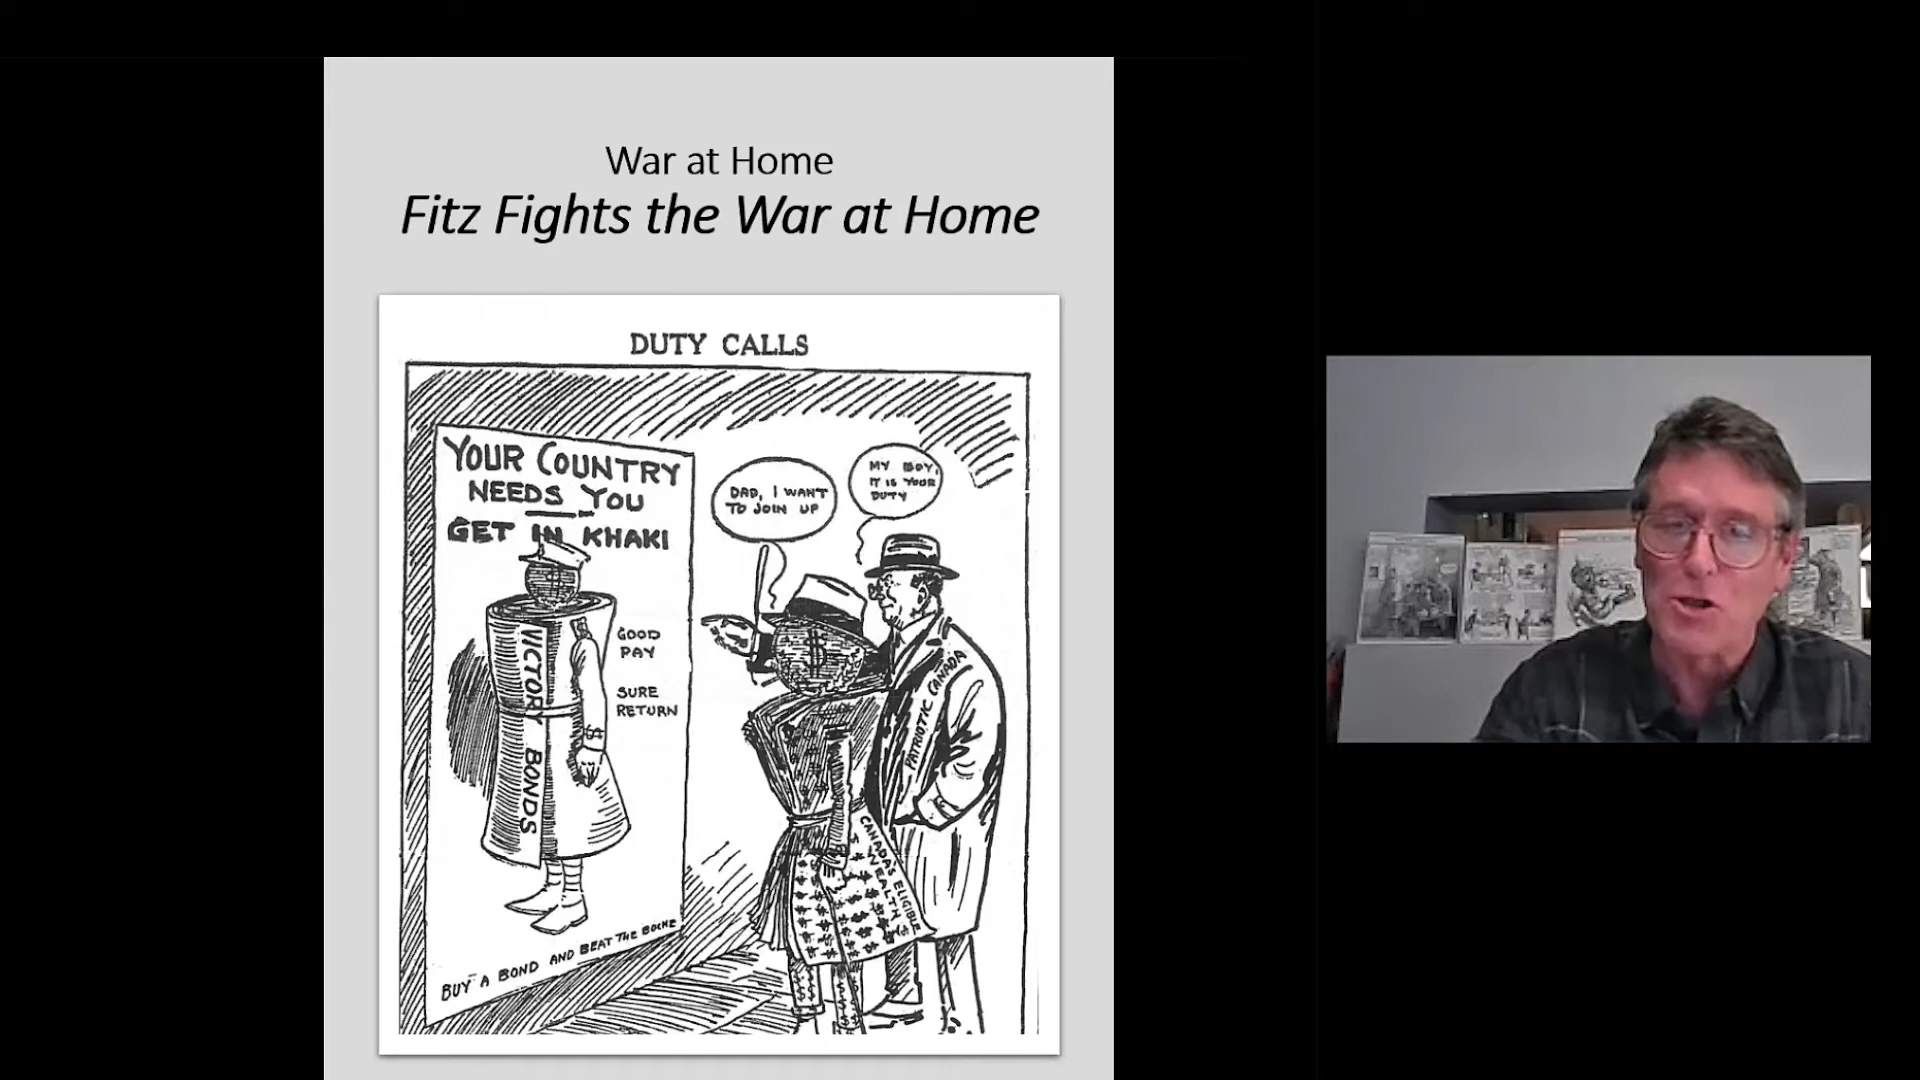 War at Home
Fitz Fights the War at Home
DUTY CALLS
YOUR COUNTRY
NEEDS YOU
GET IN KHAKI
VICTORY BONDS
GOOD
PAY
SURE
RETURN
BUY A BOND AND BEAT THE BOCHE
DAD, I WANT
TO JOIN UP
MY BOY,
IT IS YOUR
DUTY
$
PATRIOTIC CANADA
CANADA'S ELIGIBLE
WEALTH